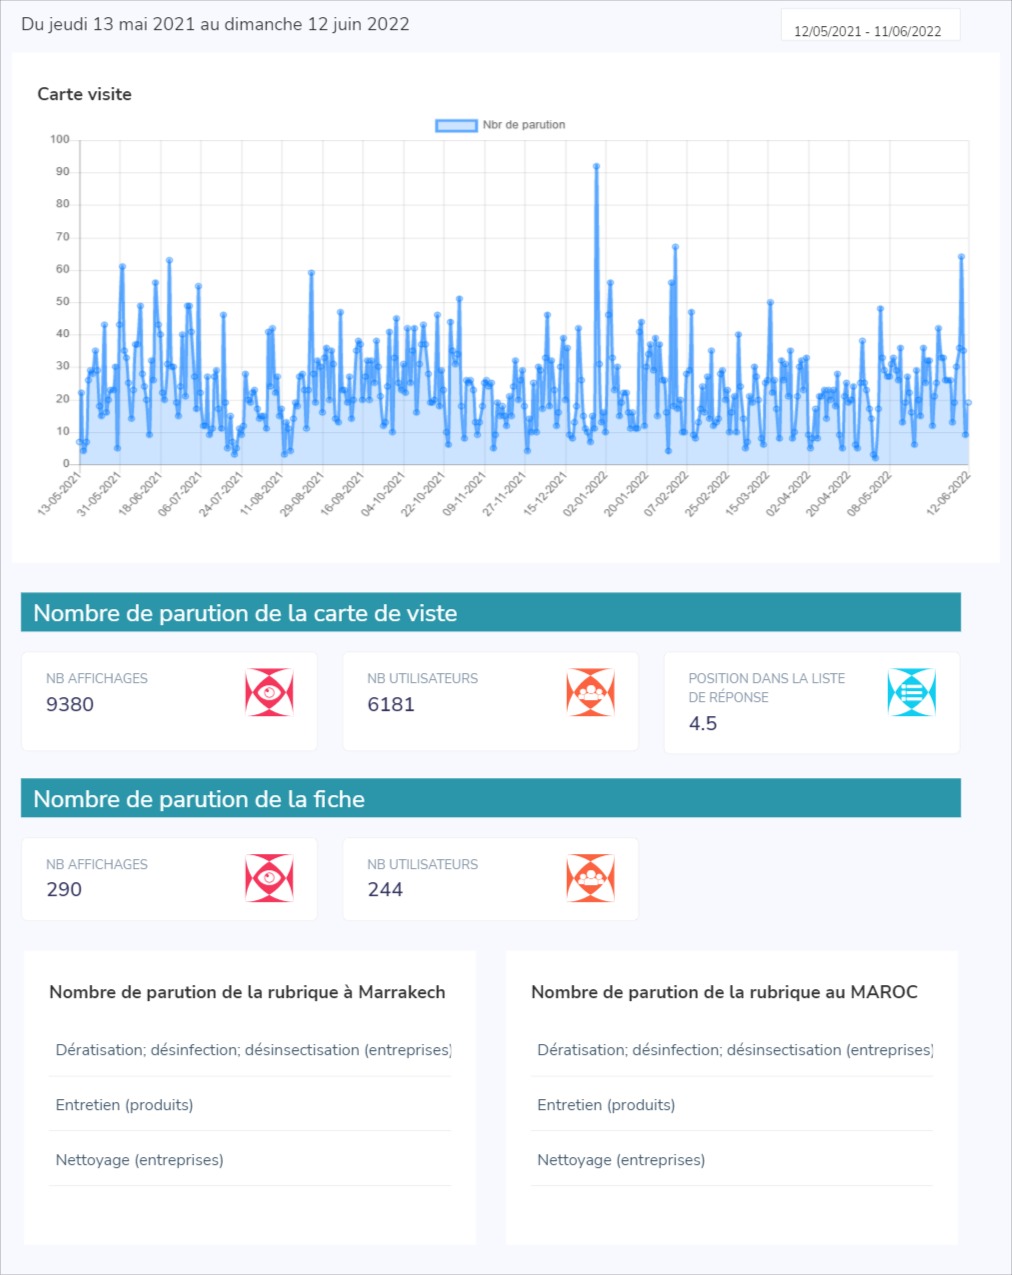 Du jeudi 13 mai 2021 au dimanche 12 juin 2022
12/05/2021 - 11/06/2022
Carte visite
Nbr de parution
100
90
80
70
60
50
40
30
20
10
0
13-05-2021
31-05-2021
18-06-2021
06-07-2021
24-07-2021
11-08-2021
29-08-2021
16-09-2021
04-10-2021
22-10-2021
09-11-2021
27-11-2021
15-12-2021
02-01-2022
20-01-2022
07-02-2022
25-02-2022
15-03-2022
02-04-2022
20-04-2022
08-05-2022
12-06-2022
Nombre de parution de la carte de viste
NB AFFICHAGES
9380
NB UTILISATEURS
6181
POSITION DANS LA LISTE
DE RÉPONSE
4.5
Nombre de parution de la fiche
NB AFFICHAGES
290
NB UTILISATEURS
244
Nombre de parution de la rubrique à Marrakech
Dératisation; désinfection; désinsectisation (entreprises)
Entretien (produits)
Nettoyage (entreprises)
Nombre de parution de la rubrique au MAROC
Dératisation; désinfection; désinsectisation (entreprises)
Entretien (produits)
Nettoyage (entreprises)